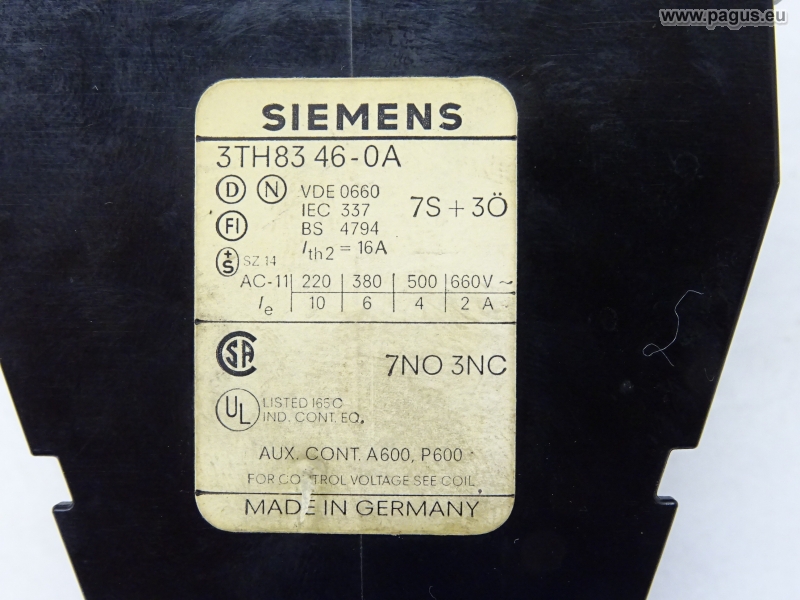 www.pagus.eu
SIEMENS
3TH83 46-0A
D N VDE 0660
IEC 337 7S + 3Ö
FI BS 4794
Ith2 = 16A
+S SZ 14
AC-11 220 380 500 660V ~
Ie 10 6 4 2 A ~
CSA 7NO 3NC
UL LISTED 165C
IND. CONT. EQ.
AUX. CONT. A600, P600
FOR CONTROL VOLTAGE SEE COIL
MADE IN GERMANY